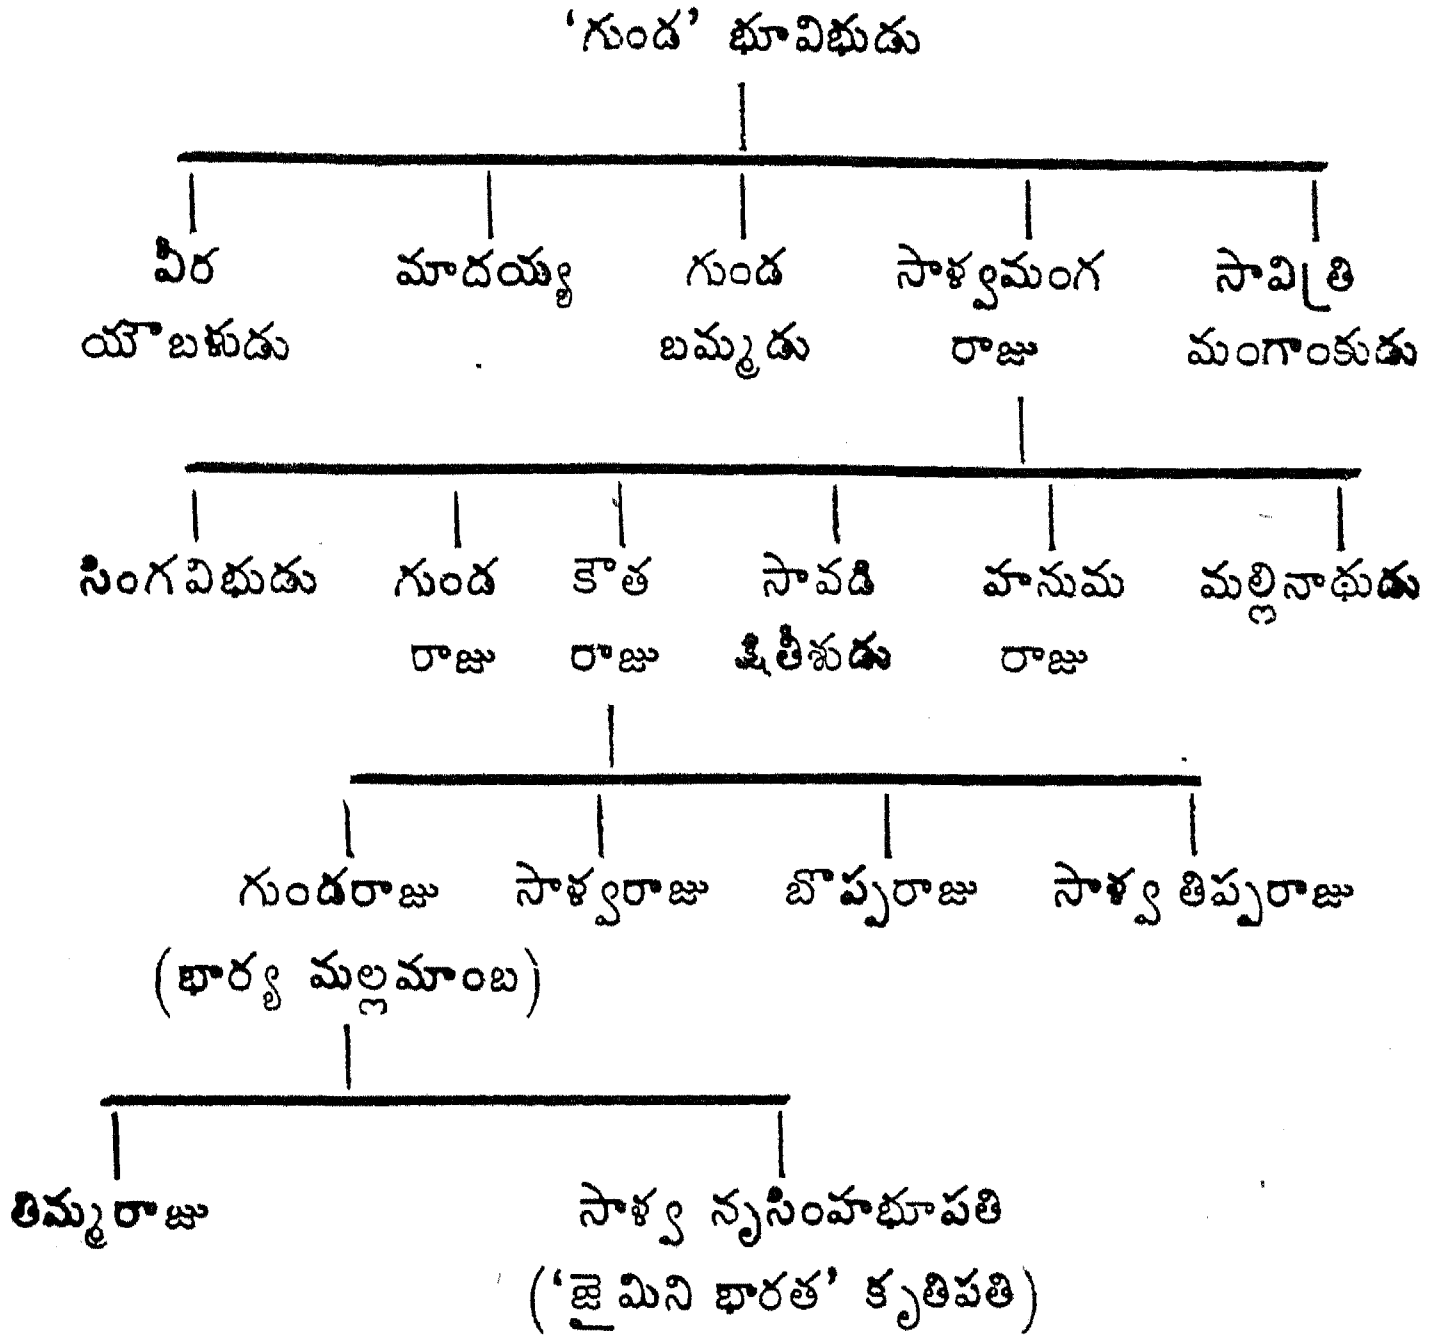 ‘గుండ’ భూవిభుడు
వీర మాదయ్య గుండ సాళ్వమంగ సావిత్రి
యౌబళుడు బమ్మడు రాజు మంగాంకుడు
సింగవిభుడు గుండ కౌత సావడి హనుమ మల్లినాథుడు
రాజు రాజు క్షితీశుడు రాజు
గుండరాజు సాళ్వరాజు బొప్పరాజు సాళ్వ తిప్పరాజు
(భార్య మల్లమాంబ)
తిమ్మరాజు సాళ్వ నృసింహభూపతి
(‘జైమిని భారత’ కృతిపతి)